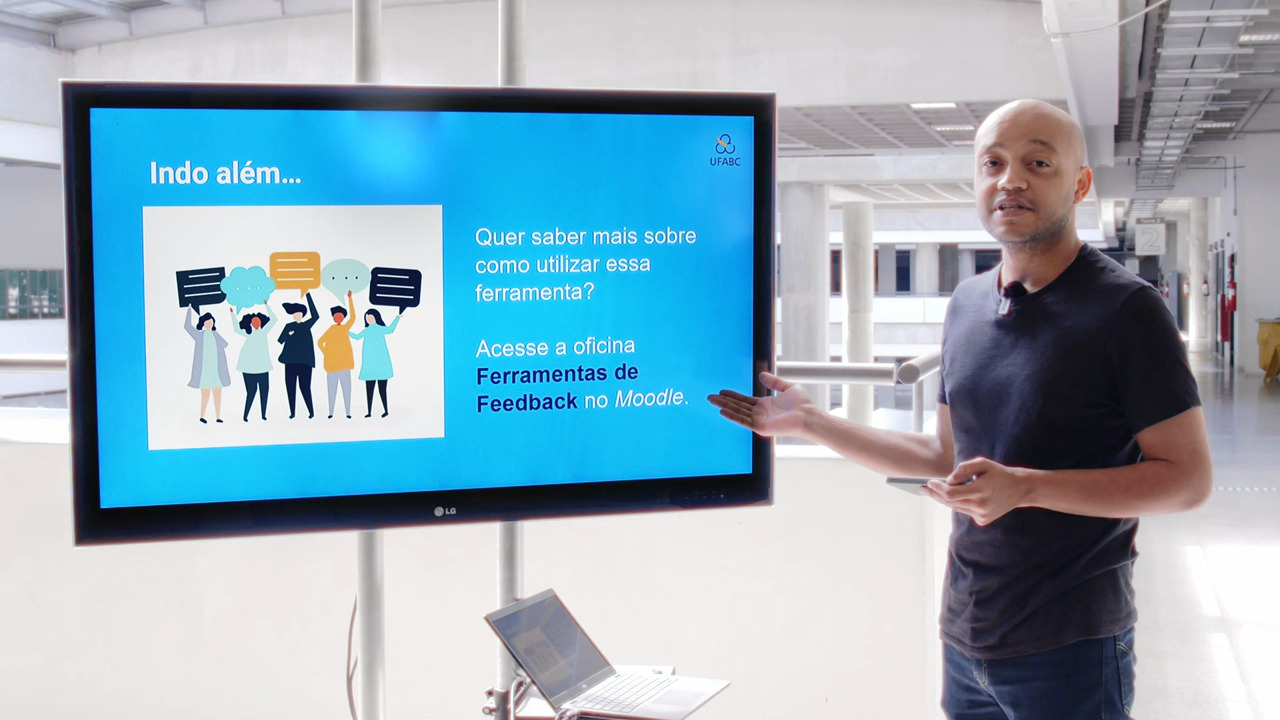 Indo além...
UFABC
Quer saber mais sobre
como utilizar essa
ferramenta?
Acesse a oficina
Ferramentas de
Feedback no Moodle.
LG
2